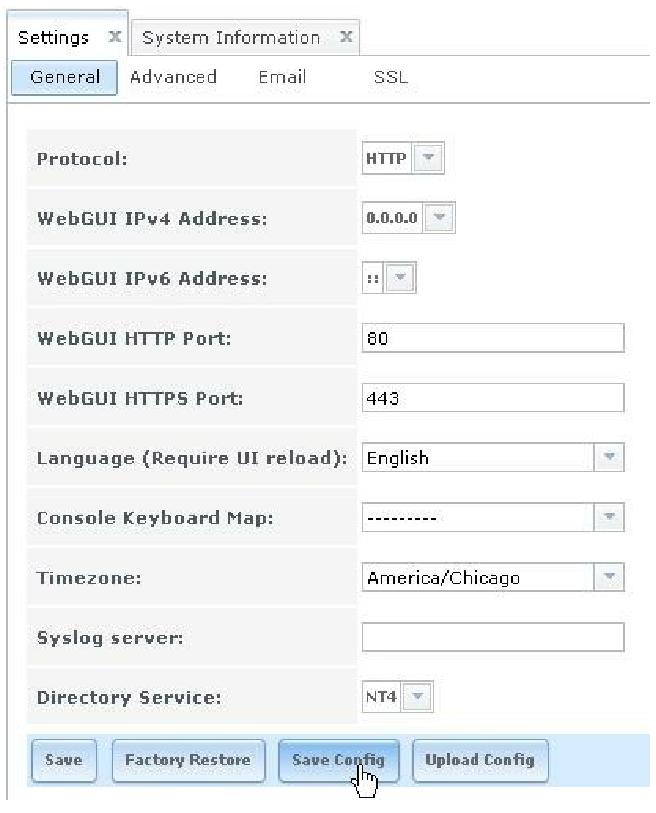 Settings x System Information x
General Advanced Email SSL
Protocol: HTTP
WebGUI IPv4 Address: 0.0.0.0
WebGUI IPv6 Address: ::
WebGUI HTTP Port: 80
WebGUI HTTPS Port: 443
Language (Require UI reload): English
Console Keyboard Map: ---------
Timezone: America/Chicago
Syslog server:
Directory Service: NT4
Save Factory Restore Save Config Upload Config